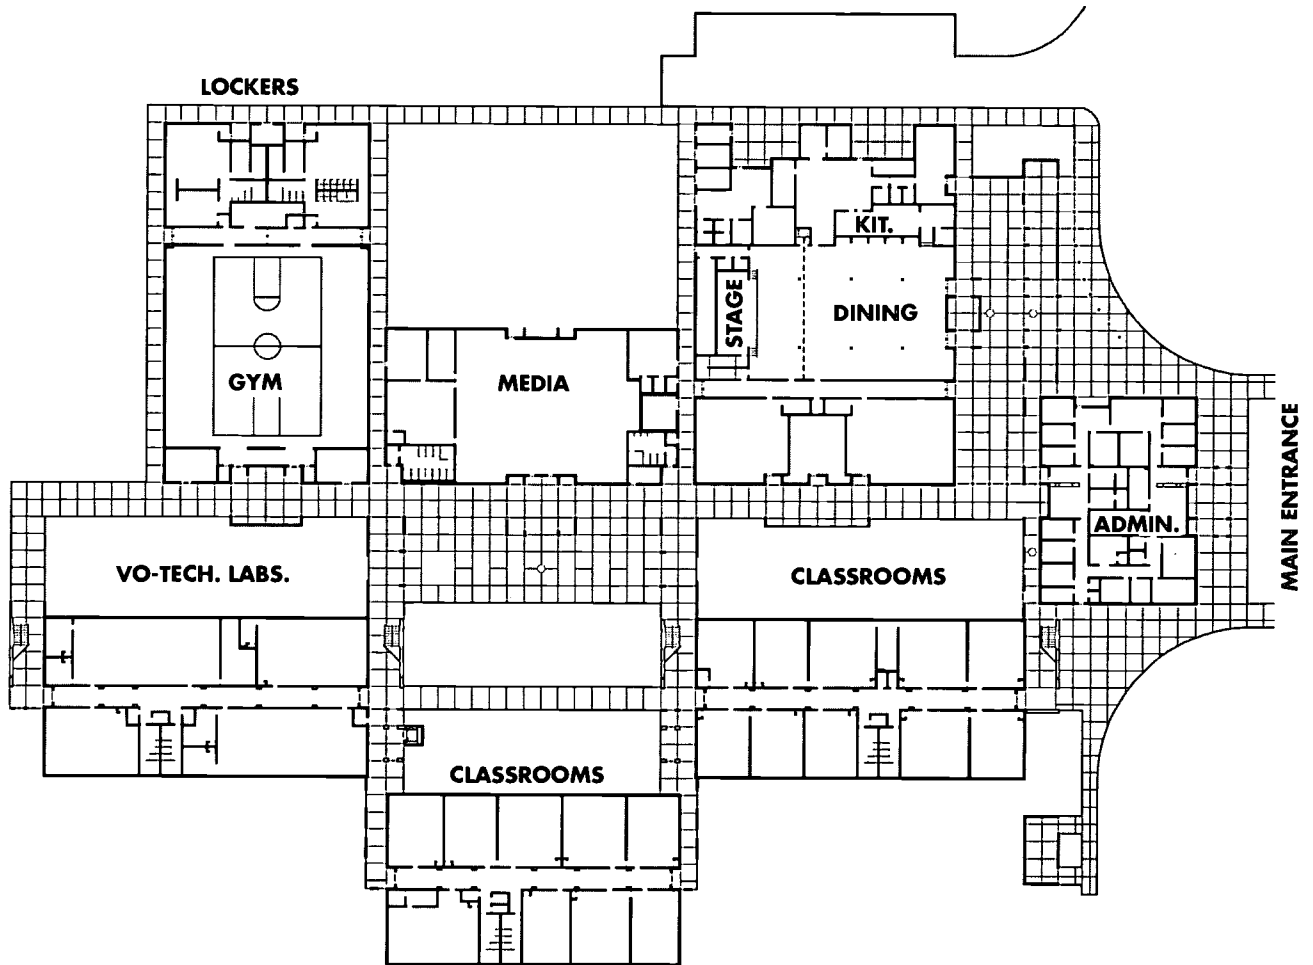 LOCKERS
KIT.
STAGE
DINING
GYM
MEDIA
MAIN ENTRANCE
ADMIN.
VO-TECH. LABS.
CLASSROOMS
CLASSROOMS